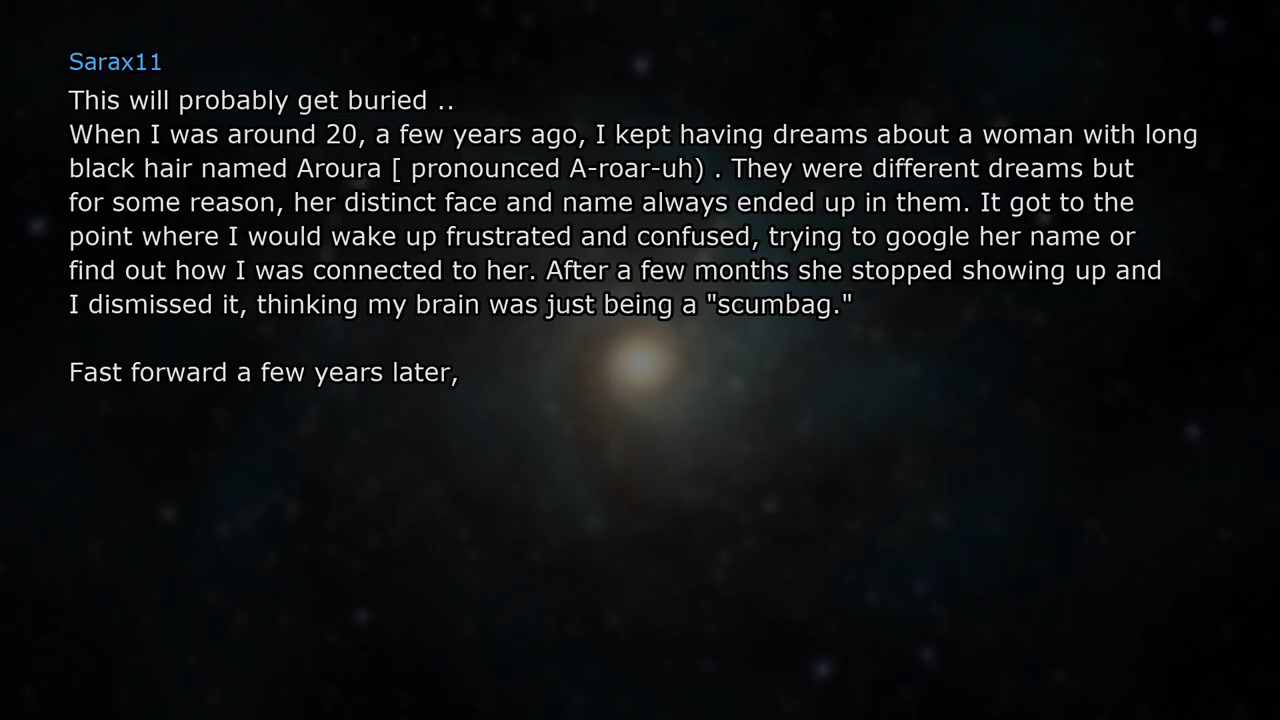 Sarax11
This will probably get buried ..
When I was around 20, a few years ago, I kept having dreams about a woman with long
black hair named Aroura [ pronounced A-roar-uh) . They were different dreams but
for some reason, her distinct face and name always ended up in them. It got to the
point where I would wake up frustrated and confused, trying to google her name or
find out how I was connected to her. After a few months she stopped showing up and
I dismissed it, thinking my brain was just being a "scumbag."
Fast forward a few years later,